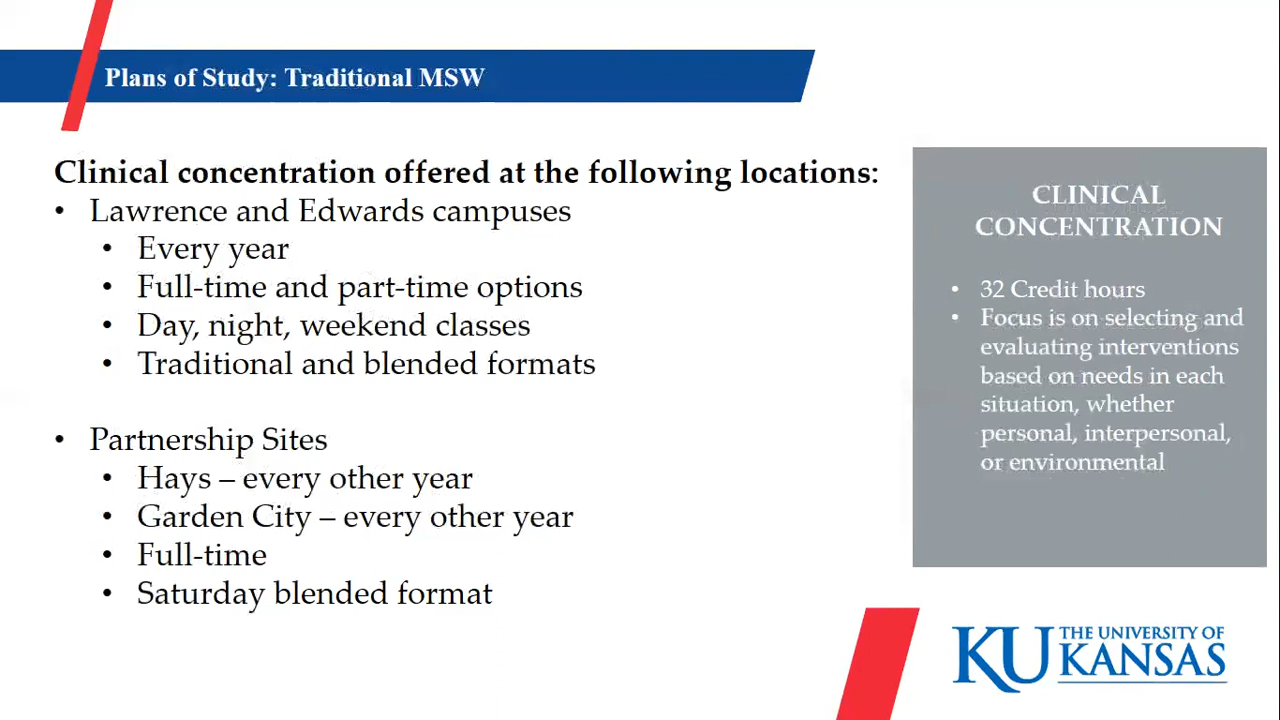 Plans of Study: Traditional MSW
Clinical concentration offered at the following locations:
• Lawrence and Edwards campuses
• Every year
• Full-time and part-time options
• Day, night, weekend classes
• Traditional and blended formats
• Partnership Sites
• Hays – every other year
• Garden City – every other year
• Full-time
• Saturday blended format
CLINICAL
CONCENTRATION
• 32 Credit hours
• Focus is on selecting and
evaluating interventions
based on needs in each
situation, whether
personal, interpersonal,
or environmental
KU THE UNIVERSITY OF
KANSAS